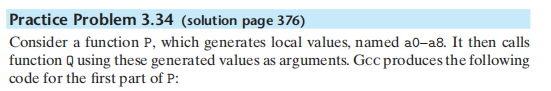 Practice Problem 3.34 (solution page 376)
Consider a function P, which generates local values, named a0–a8. It then calls
function Q using these generated values as arguments. Gcc produces the following
code for the first part of P: